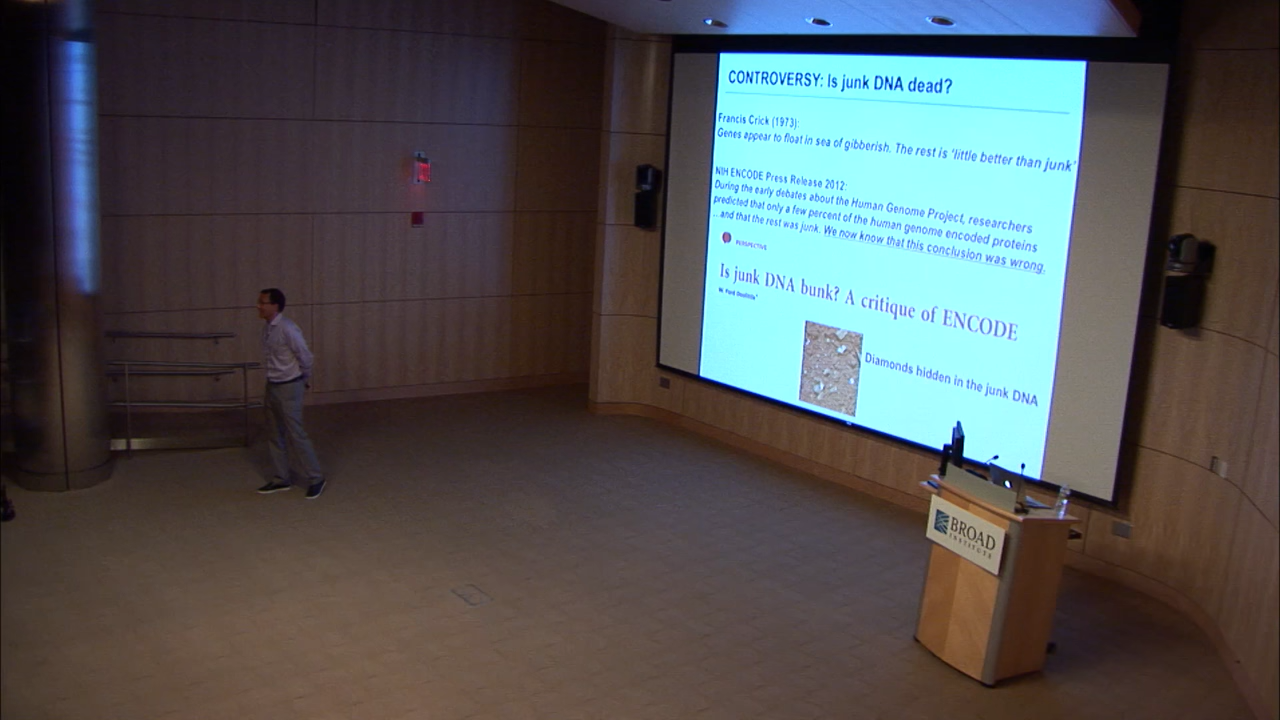 CONTROVERSY: Is junk DNA dead?
Francis Crick (1973):
Genes appear to float in sea of gibberish. The rest is 'little better than junk'
NIH ENCODE Press Release 2012:
During the early debates about the Human Genome Project, researchers
predicted that only a few percent of the human genome encoded proteins
...and that the rest was junk. We now know that this conclusion was wrong.
PERSPECTIVE
Is junk DNA bunk? A critique of ENCODE
W. Ford Doolittle
Diamonds hidden in the junk DNA
BROAD
INSTITUTE